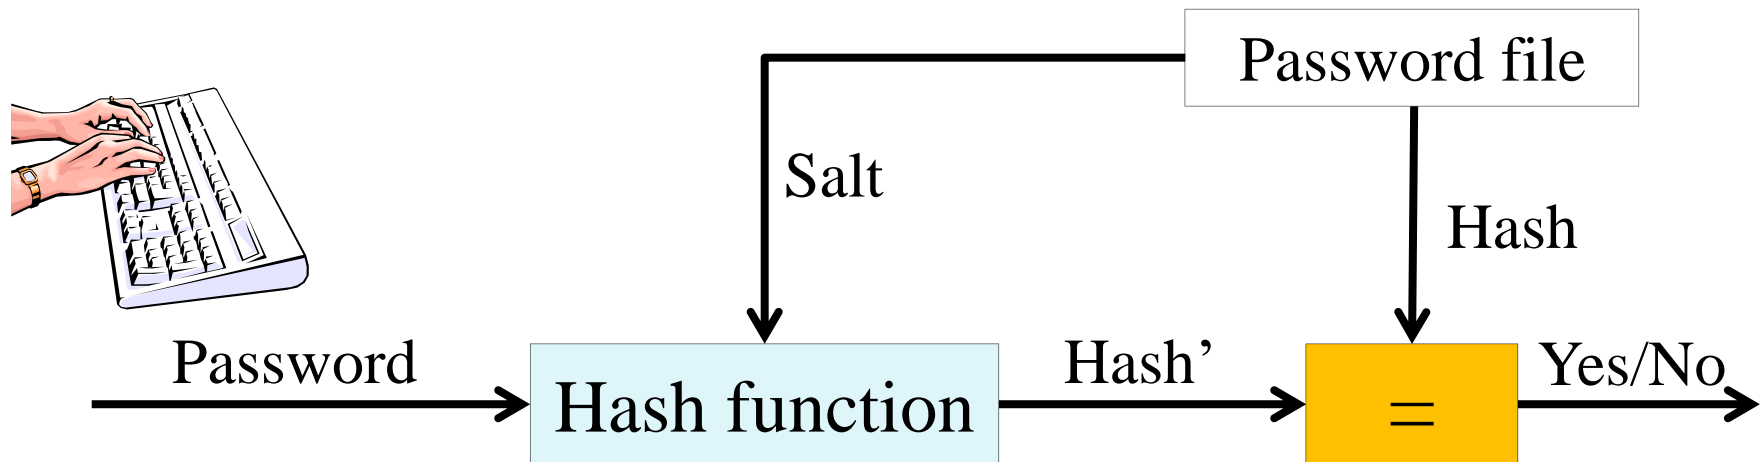 Password file
Salt
Hash
Password
Hash function
Hash’
=
Yes/No